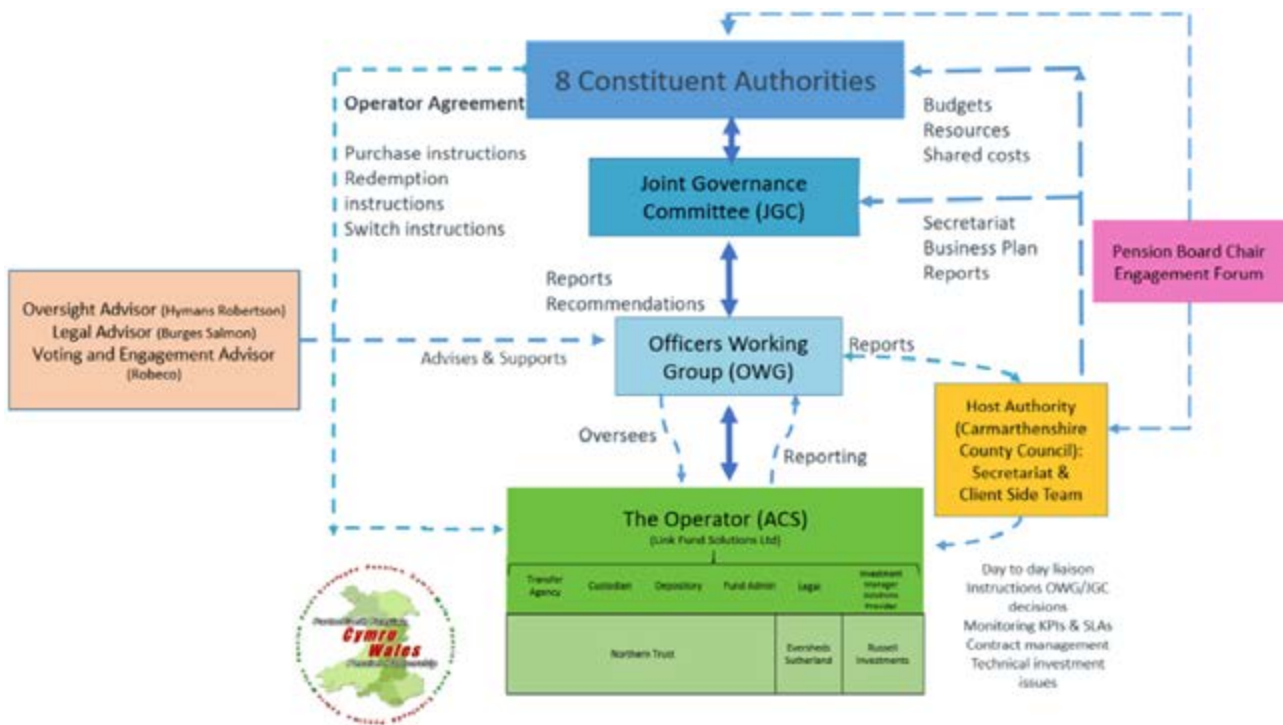 8 Constituent Authorities
Operator Agreement
Purchase instructions
Redemption
instructions
Switch instructions
Budgets
Resources
Shared costs
Joint Governance
Committee (JGC)
Secretariat
Business Plan
Reports
Pension Board Chair
Engagement Forum
Reports
Recommendations
Oversight Advisor (Hymans Robertson)
Legal Advisor (Burges Salmon)
Voting and Engagement Advisor
(Robeco)
Advises & Supports
Officers Working
Group (OWG)
Reports
Host Authority
(Carmarthenshire
County Council):
Secretariat &
Client Side Team
Oversees
Reporting
The Operator (ACS)
(Link Fund Solutions Ltd)
Transfer
Agency
Custodian
Depository
Fund Admin
Legal
Investment
Manager
Solutions
Provider
Northern Trust
Eversheds
Sutherland
Russell
Investments
Day to day liaison
Instructions OWG/JGC
decisions
Monitoring KPIs & SLAs
Contract management
Technical investment
issues
Cymru
Wales